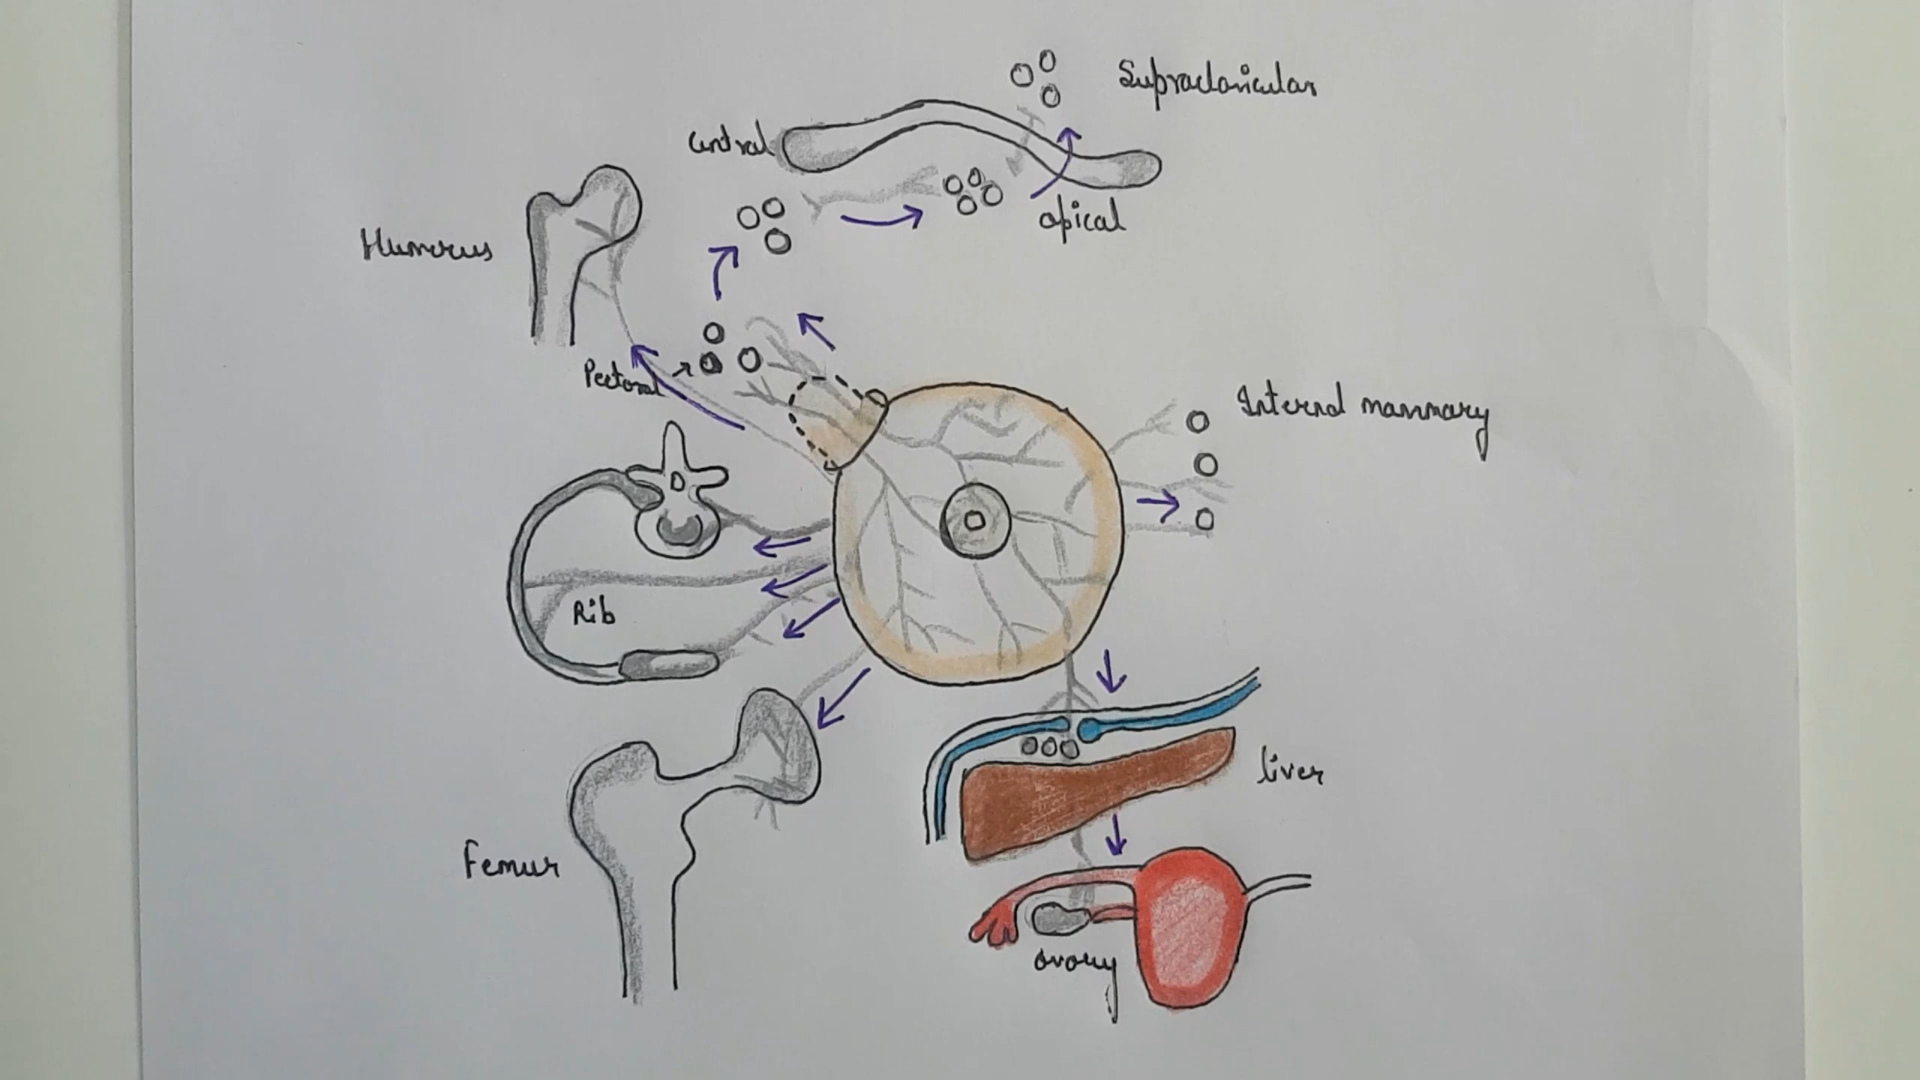 Supraclavicular
Central
apical
Humerus
Pectoral
Internal mammary
Rib
liver
Femur
ovary